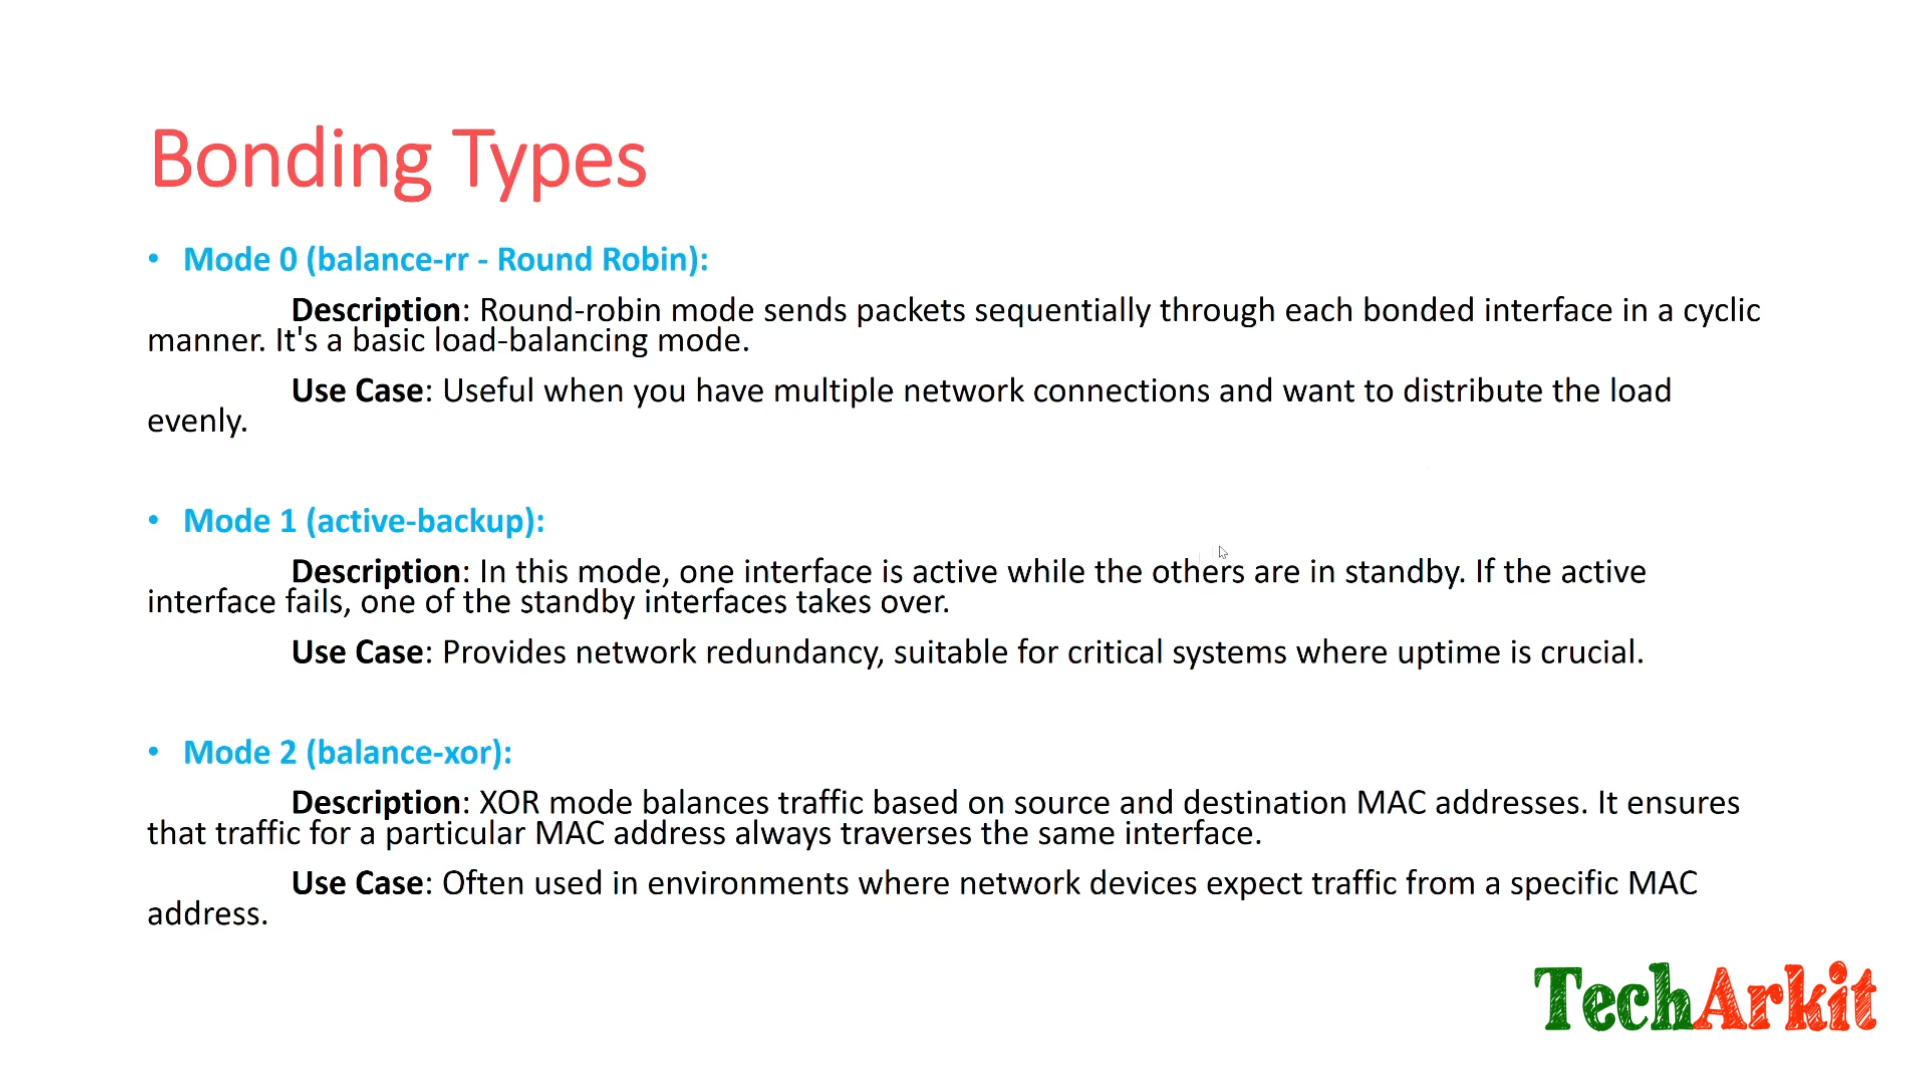 Bonding Types
• Mode 0 (balance-rr - Round Robin):
Description: Round-robin mode sends packets sequentially through each bonded interface in a cyclic
manner. It's a basic load-balancing mode.
Use Case: Useful when you have multiple network connections and want to distribute the load
evenly.
• Mode 1 (active-backup):
Description: In this mode, one interface is active while the others are in standby. If the active
interface fails, one of the standby interfaces takes over.
Use Case: Provides network redundancy, suitable for critical systems where uptime is crucial.
• Mode 2 (balance-xor):
Description: XOR mode balances traffic based on source and destination MAC addresses. It ensures
that traffic for a particular MAC address always traverses the same interface.
Use Case: Often used in environments where network devices expect traffic from a specific MAC
address.
TechArkit